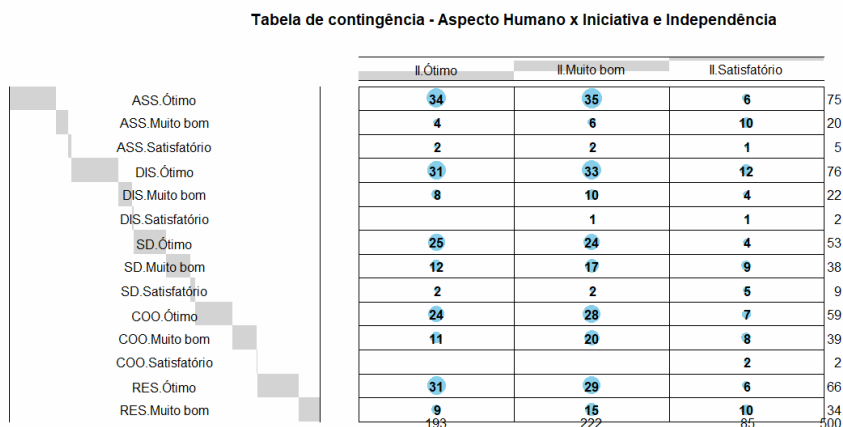 Tabela de contingência - Aspecto Humano x Iniciativa e Independência
II.Ótimo II.Muito bom II.Satisfatório
ASS.Ótimo 34 35 6 75
ASS.Muito bom 4 6 10 20
ASS.Satisfatório 2 2 1 5
DIS.Ótimo 31 33 12 76
DIS.Muito bom 8 10 4 22
DIS.Satisfatório 1 1 2
SD.Ótimo 25 24 4 53
SD.Muito bom 12 17 9 38
SD.Satisfatório 2 2 5 9
COO.Ótimo 24 28 7 59
COO.Muito bom 11 20 8 39
COO.Satisfatório 2 2
RES.Ótimo 31 29 6 66
RES.Muito bom 9 15 10 34
193 222 85 500